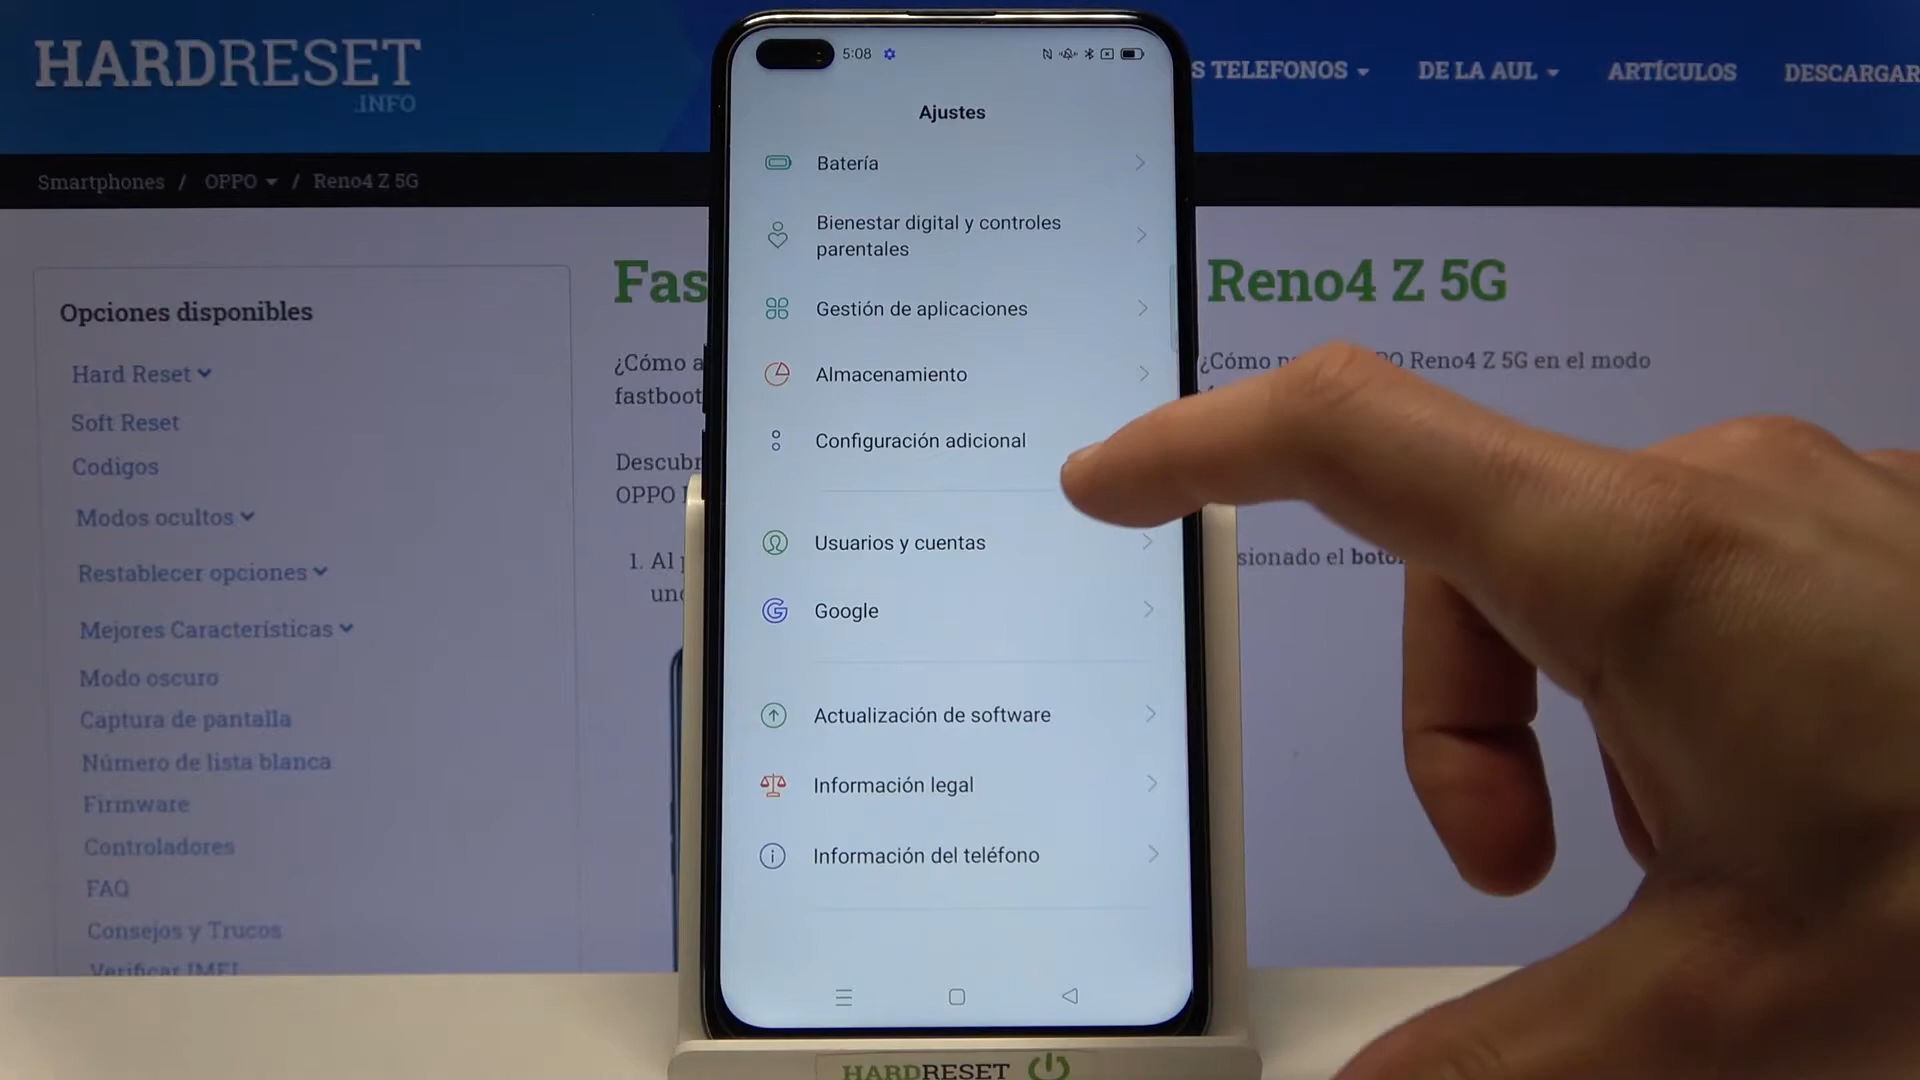 HARDRESET
.INFO
S TELEFONOS
DE LA AUL
ARTÍCULOS
DESCARGAR
Smartphones / OPPO / Reno4 Z 5G
Opciones disponibles
Hard Reset
Soft Reset
Codigos
Modos ocultos
Restablecer opciones
Mejores Características
Modo oscuro
Captura de pantalla
Número de lista blanca
Firmware
Controladores
FAQ
Consejos y Trucos
Verificar IMEI
Fas Reno4 Z 5G
¿Cómo a
fastboot
¿Cómo OPPO Reno4 Z 5G en el modo
Descubr
OPPO
1. Al
sionado el
5:08
Ajustes
Batería
Bienestar digital y controles
parentales
Gestión de aplicaciones
Almacenamiento
Configuración adicional
Usuarios y cuentas
Google
Actualización de software
Información legal
Información del teléfono
HARDRESET